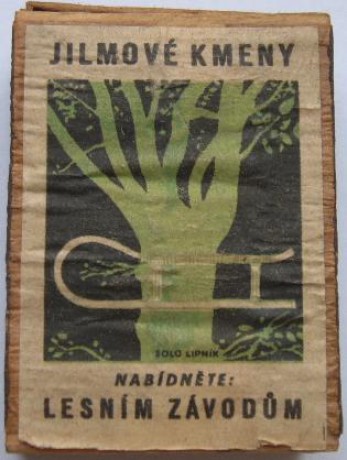 JILMOVÉ KMENY
SOLO LIPNÍK
NABÍDNĚTE:
LESNÍM ZÁVODŮM